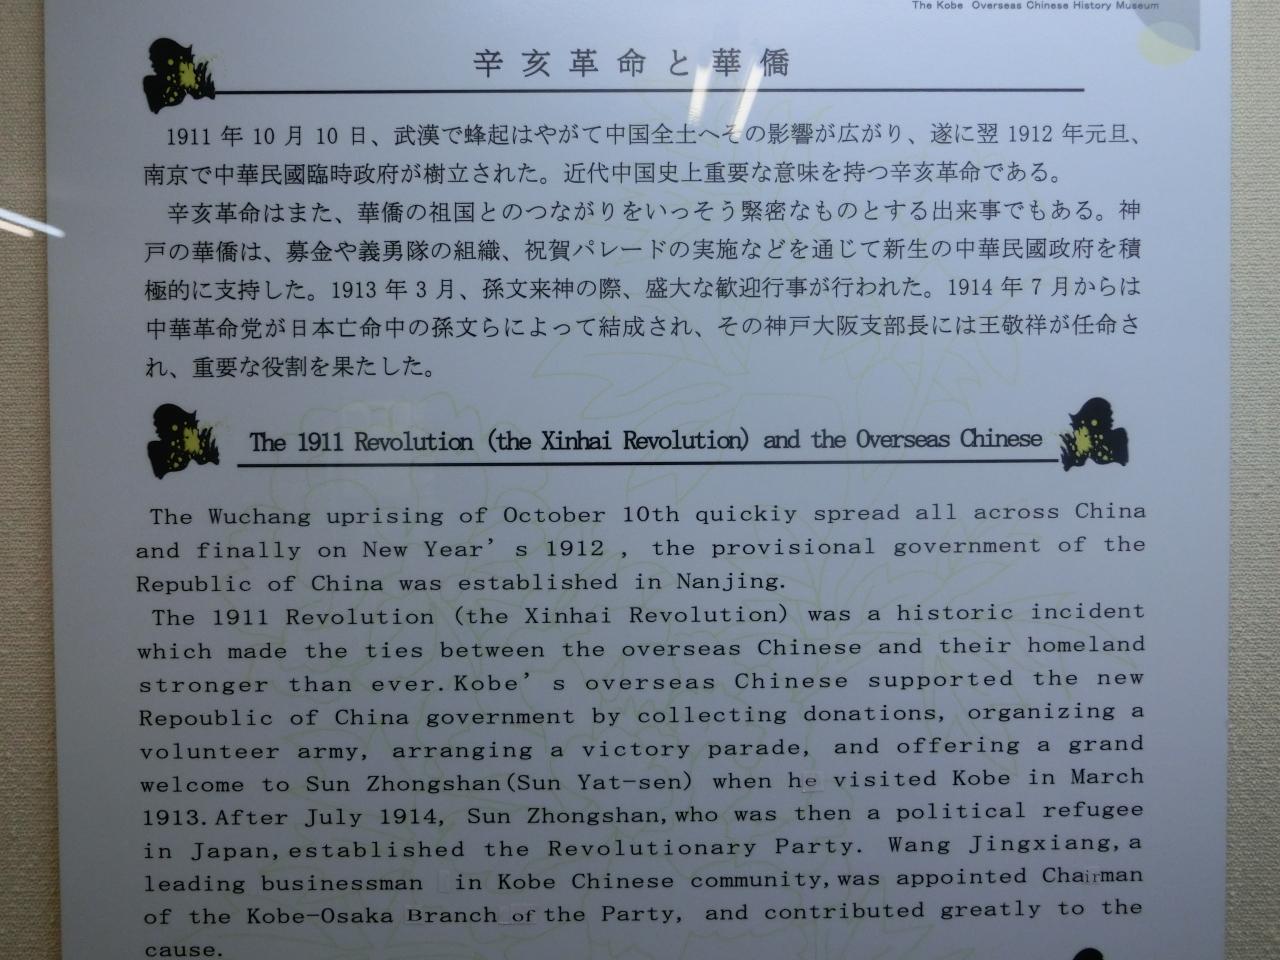 The Kobe Overseas Chinese History Museum
辛亥革命と華僑
1911年10月10日、武漢で蜂起はやがて中国全土へその影響が広がり、遂に翌1912年元旦、
南京で中華民國臨時政府が樹立された。近代中国史上重要な意味を持つ辛亥革命である。
辛亥革命はまた、華僑の祖国とのつながりをいっそう緊密なものとする出来事でもある。神
戸の華僑は、募金や義勇隊の組織、祝賀パレードの実施などを通じて新生の中華民國政府を積
極的に支持した。1913年3月、孫文来神の際、盛大な歓迎行事が行われた。1914年7月からは
中華革命党が日本亡命中の孫文らによって結成され、その神戸大阪支部長には王敬祥が任命さ
れ、重要な役割を果たした。
The 1911 Revolution (the Xinhai Revolution) and the Overseas Chinese
The Wuchang uprising of October 10th quickiy spread all across China
and finally on New Year's 1912 , the provisional government of the
Republic of China was established in Nanjing.
The 1911 Revolution (the Xinhai Revolution) was a historic incident
which made the ties between the overseas Chinese and their homeland
stronger than ever.Kobe's overseas Chinese supported the new
Repoublic of China government by collecting donations, organizing a
volunteer army, arranging a victory parade, and offering a grand
welcome to Sun Zhongshan(Sun Yat-sen) when he visited Kobe in March
1913.After July 1914, Sun Zhongshan,who was then a political refugee
in Japan,established the Revolutionary Party. Wang Jingxiang,a
leading businessman in Kobe Chinese community,was appointed Chairman
of the Kobe-Osaka Branch of the Party, and contributed greatly to the
cause.